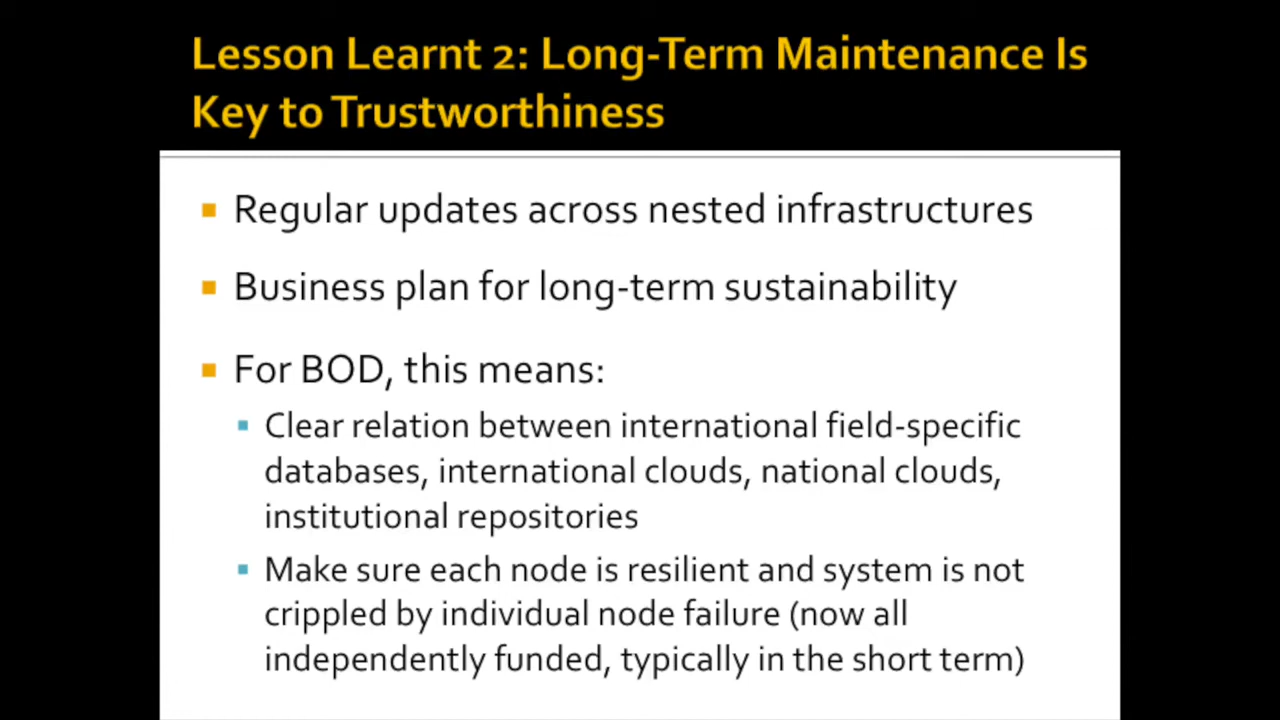 Lesson Learnt 2: Long-Term Maintenance Is
Key to Trustworthiness
Regular updates across nested infrastructures
Business plan for long-term sustainability
For BOD, this means:
Clear relation between international field-specific
databases, international clouds, national clouds,
institutional repositories
Make sure each node is resilient and system is not
crippled by individual node failure (now all
independently funded, typically in the short term)